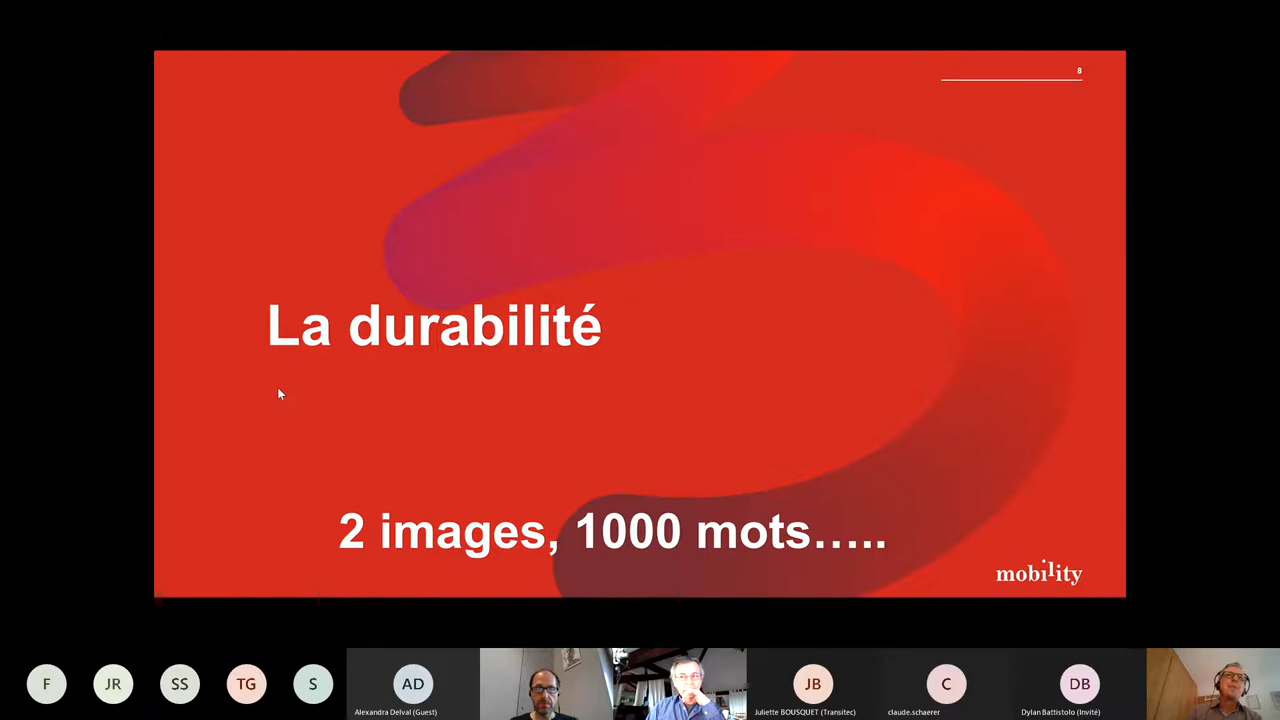 8
La durabilité
2 images, 1000 mots.....
mobility
F
JR
SS
TG
S
AD
JB
C
DB
Alexandra Delval (Guest)
Juliette BOUSQUET (Transitec)
claude.schaerer
Dylan Battistolo (Invité)